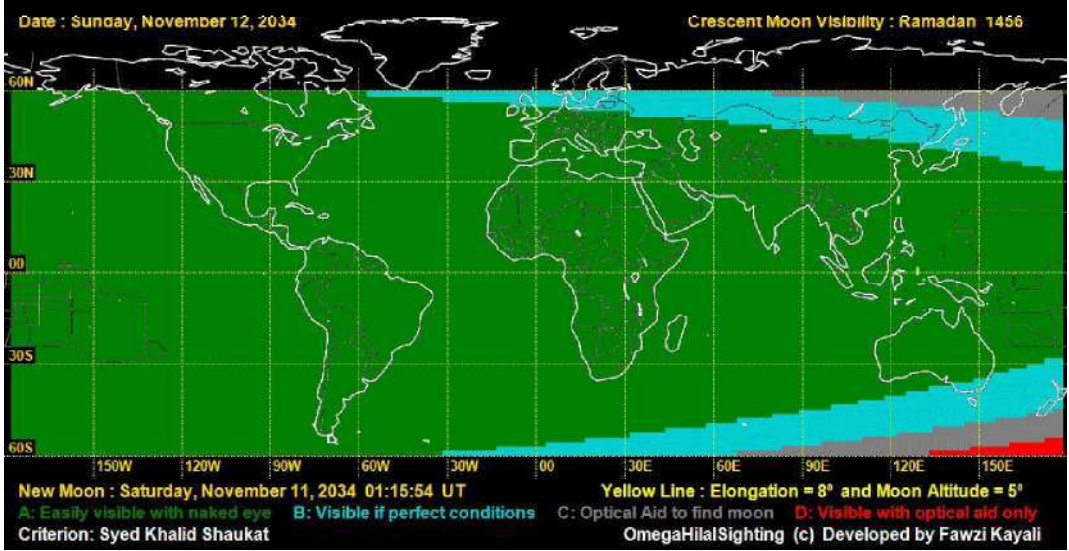 Date : Sunday, November 12, 2034
Crescent Moon Visibility : Ramadan 1456
60N
30N
00
30S
60S
150W 120W 90W 60W 30W 00 30E 60E 90E 120E 150E
New Moon : Saturday, November 11, 2034 01:15:54 UT
Yellow Line : Elongation = 8º and Moon Altitude = 5º
A: Easily visible with naked eye B: Visible if perfect conditions C: Optical Aid to find moon D: Visible with optical aid only
Criterion: Syed Khalid Shaukat
OmegaHilalSighting (c) Developed by Fawzi Kayali